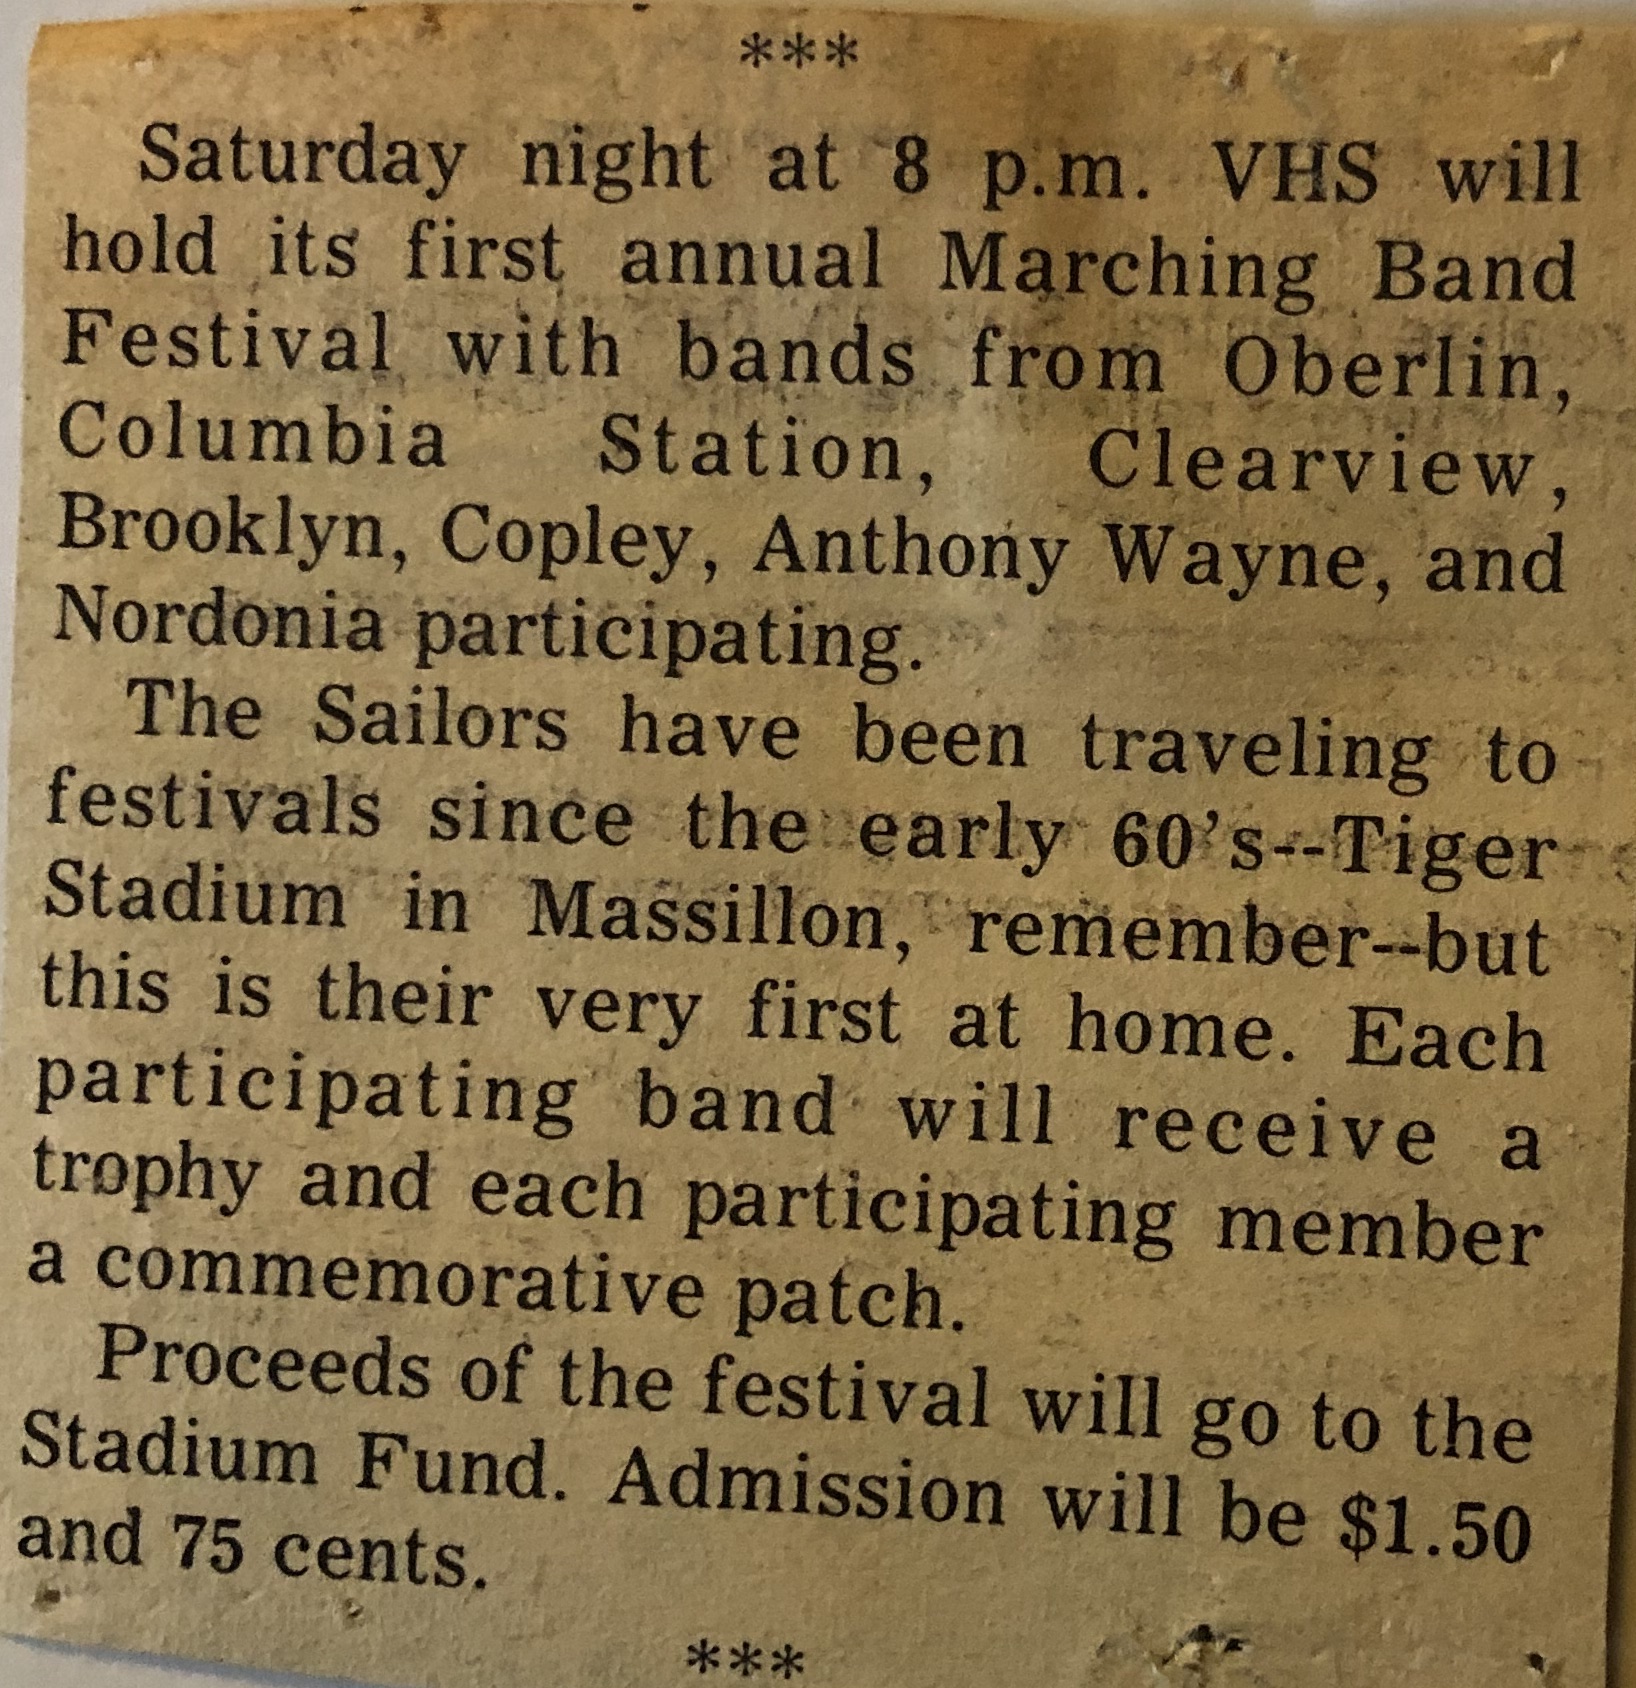 ***
Saturday night at 8 p.m. VHS will
hold its first annual Marching Band
Festival with bands from Oberlin,
Columbia Station, Clearview,
Brooklyn, Copley, Anthony Wayne, and
Nordonia participating.
The Sailors have been traveling to
festivals since the early 60's--Tiger
Stadium in Massillon, remember--but
this is their very first at home. Each
participating band will receive a
trophy and each participating member
a commemorative patch.
Proceeds of the festival will go to the
Stadium Fund. Admission will be $1.50
and 75 cents.
***